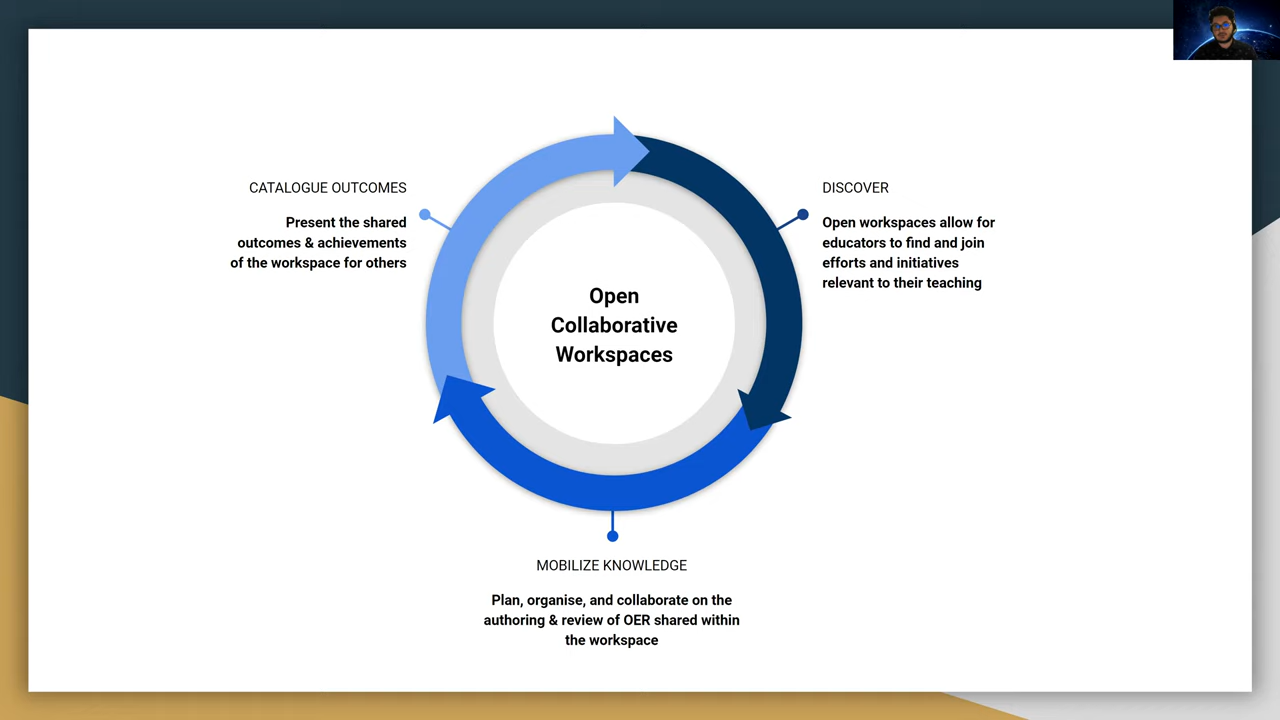 CATALOGUE OUTCOMES
Present the shared
outcomes & achievements
of the workspace for others
DISCOVER
Open workspaces allow for
educators to find and join
efforts and initiatives
relevant to their teaching
Open
Collaborative
Workspaces
MOBILIZE KNOWLEDGE
Plan, organise, and collaborate on the
authoring & review of OER shared within
the workspace